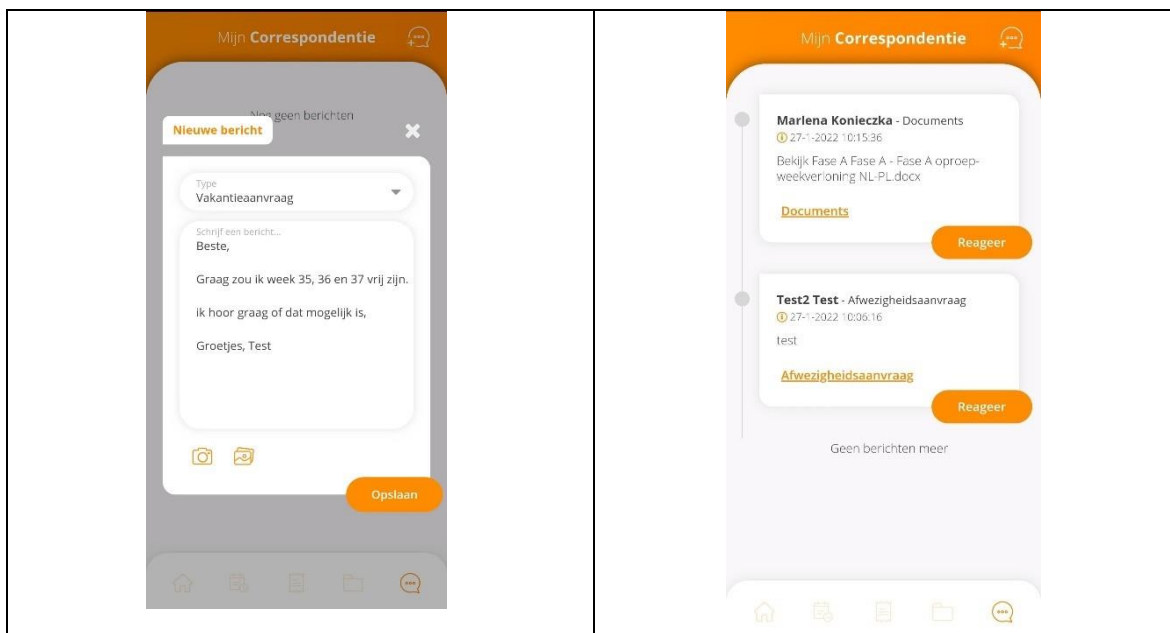 Mijn Correspondentie
Nog geen berichten
Nieuwe bericht
Type
Vakantieaanvraag
Schrijf een bericht...
Beste,
Graag zou ik week 35, 36 en 37 vrij zijn.
ik hoor graag of dat mogelijk is,
Groetjes, Test
Opslaan
Mijn Correspondentie
Marlena Konieczka - Documents
27-1-2022 10:15:36
Bekijk Fase A Fase A - Fase A oproep-
weekverloning NL-PL.docx
Documents
Reageer
Test2 Test - Afwezigheidsaanvraag
27-1-2022 10:06:16
test
Afwezigheidsaanvraag
Reageer
Geen berichten meer